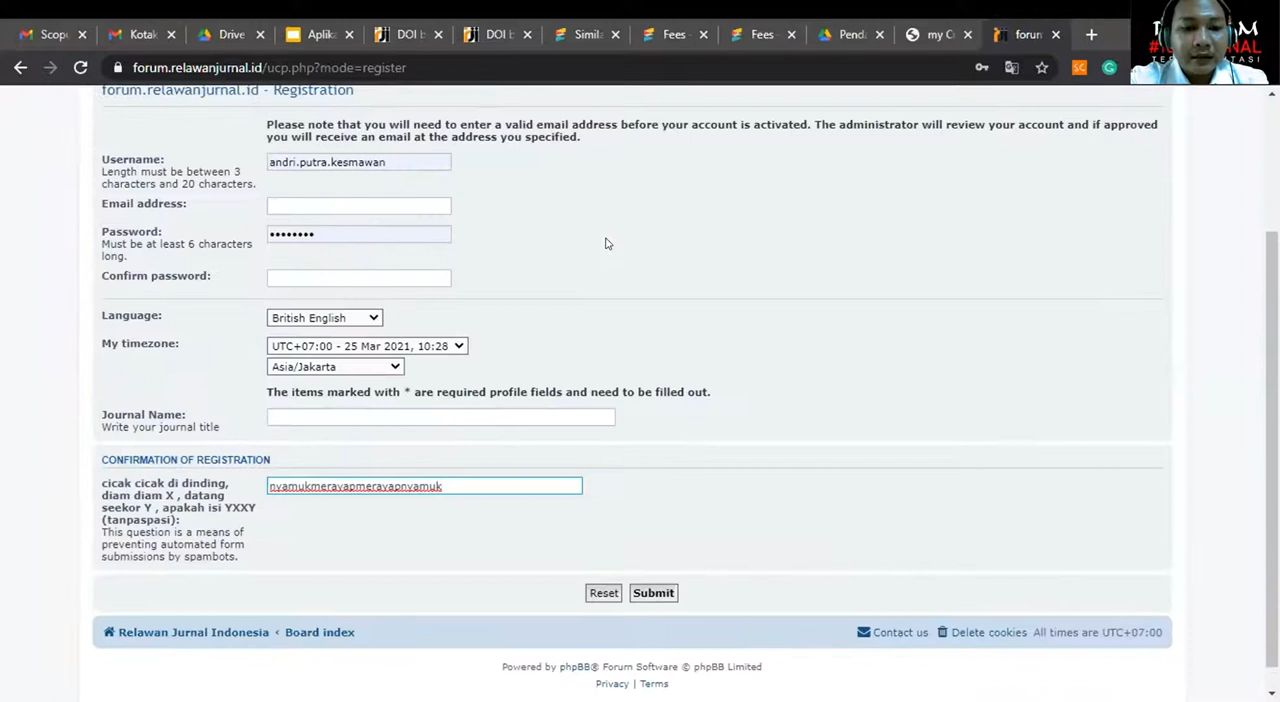 Scop
Kotak
Drive
Aplika
DOI b
DOI b
Simila
Fees -
Fees -
Penda
my C
forun
forum.relawanjurnal.id/ucp.php?mode=register
forum.relawanjurnal.id - Registration
Please note that you will need to enter a valid email address before your account is activated. The administrator will review your account and if approved
you will receive an email at the address you specified.
Username:
andri.putra.kesmawan
Length must be between 3
characters and 20 characters.
Email address:
Password:
Must be at least 6 characters
long.
Confirm password:
Language:
British English
My timezone:
UTC+07:00 - 25 Mar 2021, 10:28
Asia/Jakarta
The items marked with * are required profile fields and need to be filled out.
Journal Name:
Write your journal title
CONFIRMATION OF REGISTRATION
cicak cicak di dinding,
diam diam X , datang
seekor Y , apakah isi YXXY
(tanpaspasi):
nyamukmerayapmerayapnyamuk
This question is a means of
preventing automated form
submissions by spambots.
Reset
Submit
Relawan Jurnal Indonesia ‹ Board index
Contact us
Delete cookies
All times are UTC+07:00
Powered by phpBB® Forum Software © phpBB Limited
Privacy | Terms